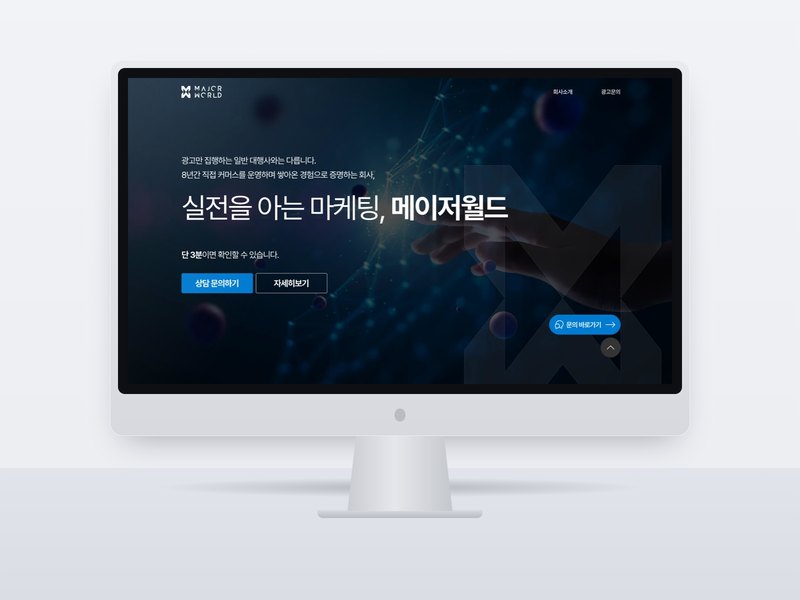 MAJOR
WORLD
회사소개
광고문의
광고만 집행하는 일반 대행사와는 다릅니다.
8년간 직접 커머스를 운영하며 쌓아온 경험으로 증명하는 회사,
실전을 아는 마케팅, 메이저월드
단 3분이면 확인할 수 있습니다.
상담 문의하기
자세히보기
문의 바로가기